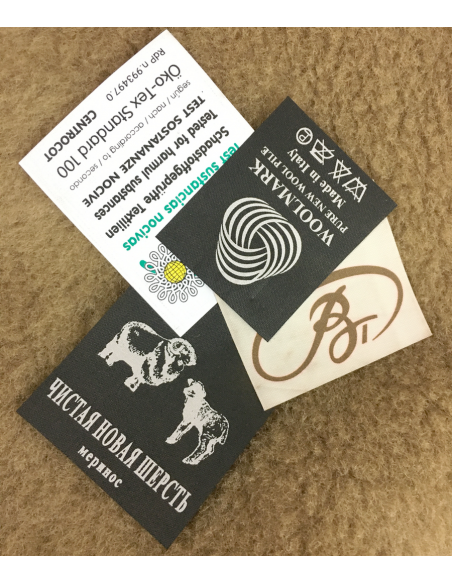 Test sustancias nocivas
Schadstoffgeprüfte Textilien
Tested for harmful substances
TEST SOSTANANZE NOCIVE
según / nach / according to / secondo
Öko-Tex Standard 100
CENTROCOT
RdP n.993497.0
WOOLMARK
PURE NEW WOOL PILE
Made in Italy
P
ЧИСТАЯ НОВАЯ ШЕРСТЬ
меринос